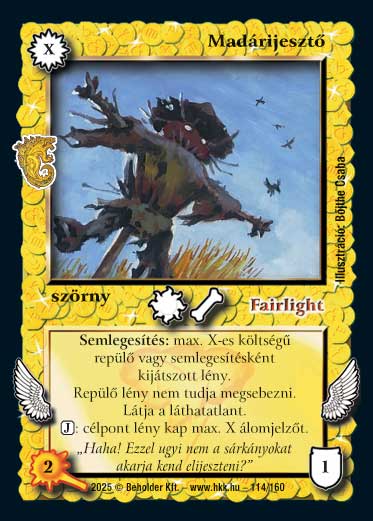 X
Madárijesztő
Illusztráció: Böjthe Csaba
szörny
Fairlight
Semlegesítés: max. X-es költségű
repülő vagy semlegesítésként
kijátszott lény.
Repülő lény nem tudja megsebezni.
Látja a láthatatlant.
J: célpont lény kap max. X álomjelzőt.
„Haha! Ezzel ugyi nem a sárkányokat
akarja kend elijeszteni?”
2
1
2025 © Beholder Kft. – www.hkk.hu – 114/160